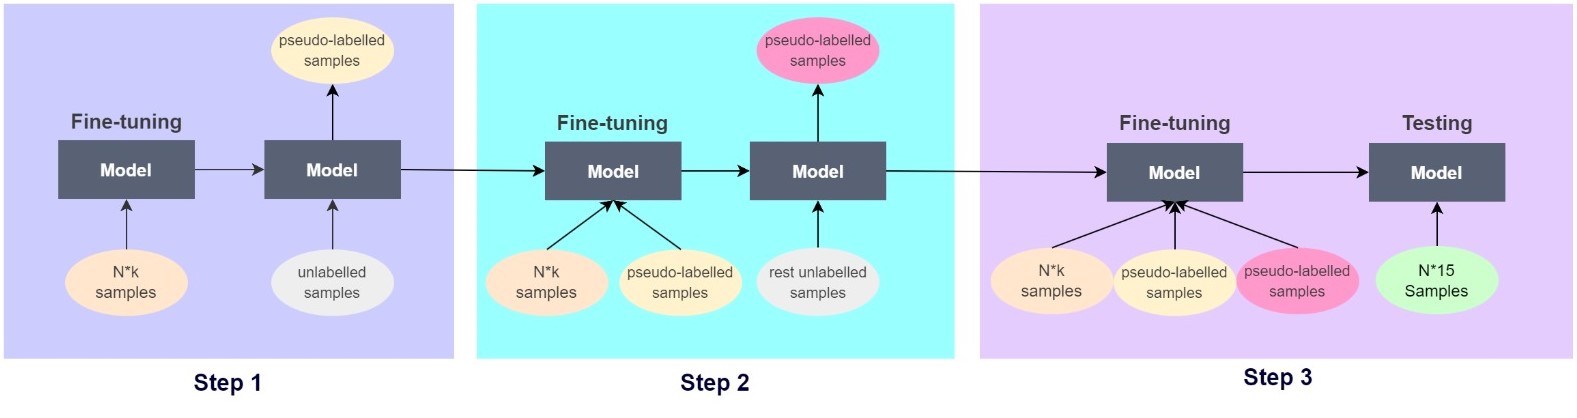 pseudo-labelled
samples
Fine-tuning
Model
Model
N*k
samples
unlabelled
samples
Step 1
pseudo-labelled
samples
Fine-tuning
Model
Model
N*k
samples
pseudo-labelled
samples
rest unlabelled
samples
Step 2
Fine-tuning
Testing
Model
Model
N*k
samples
pseudo-labelled
samples
pseudo-labelled
samples
N*15
Samples
Step 3